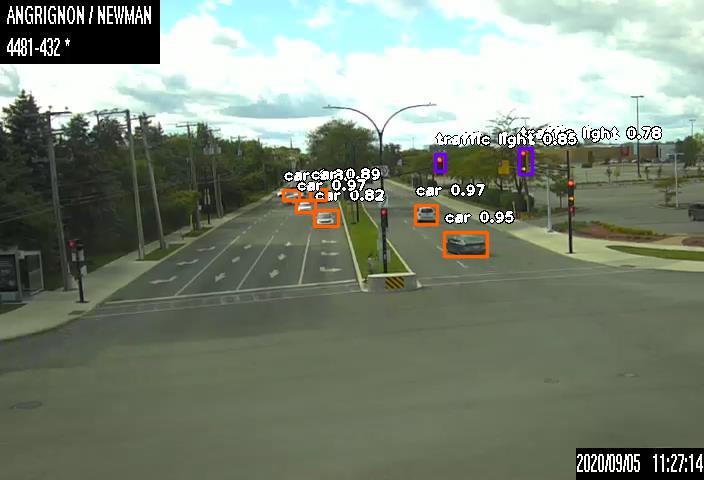 ANGRIGNON / NEWMAN
4481-432 *
traffic light 0.85
traffic light 0.78
car 0.89
car 0.97
car 0.82
car 0.97
car 0.95
2020/09/05 11:27:14